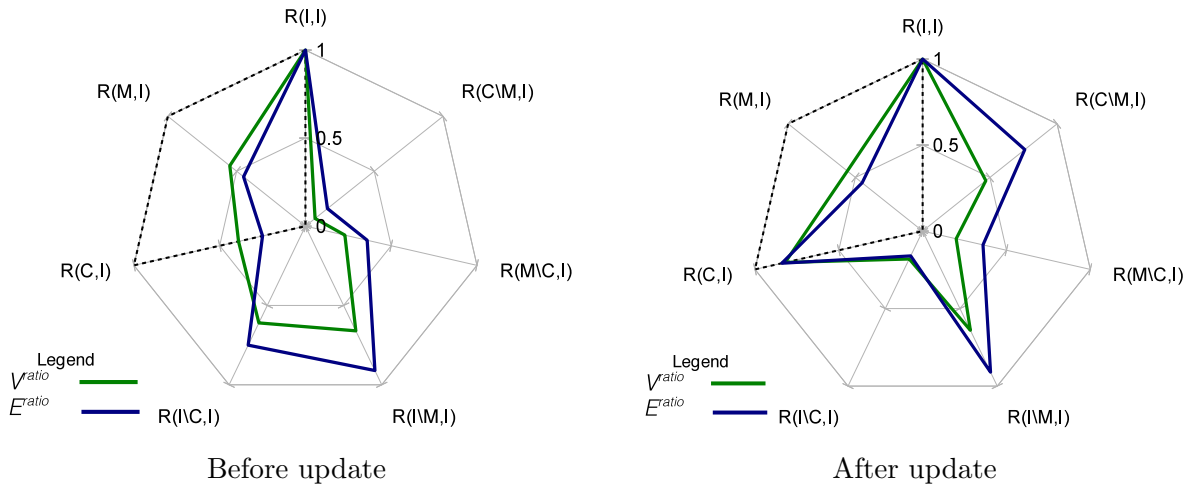 R(I,I)
1
R(M,I)
R(C\M,I)
0.5
0
R(C,I)
R(M\C,I)
Legend
V^ratio
E^ratio
R(I\C,I)
R(I\M,I)
Before update
R(I,I)
1
R(M,I)
R(C\M,I)
0.5
0
R(C,I)
R(M\C,I)
Legend
V^ratio
E^ratio
R(I\C,I)
R(I\M,I)
After update